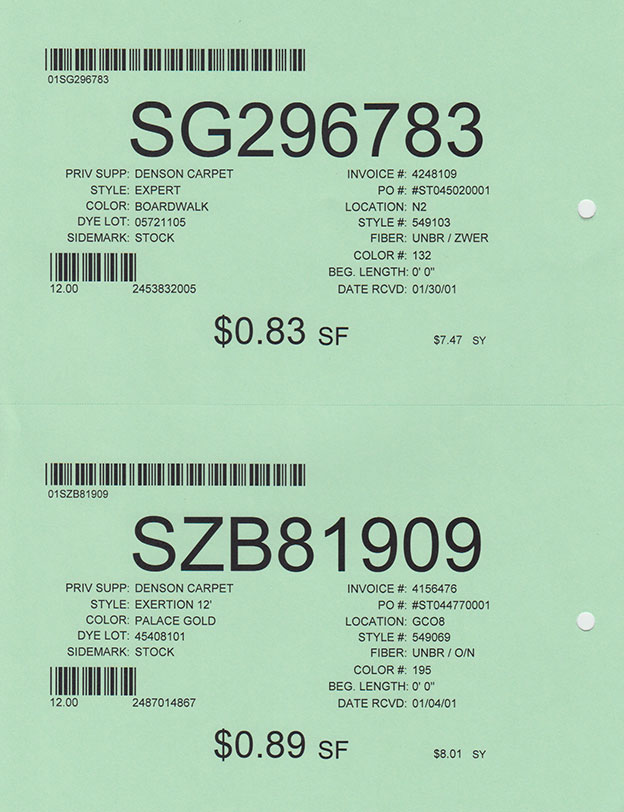 01SG296783
SG296783
PRIV SUPP: DENSON CARPET
STYLE: EXPERT
COLOR: BOARDWALK
DYE LOT: 05721105
SIDEMARK: STOCK
12.00 2453832005
INVOICE #: 4248109
PO #: #ST045020001
LOCATION: N2
STYLE #: 549103
FIBER: UNBR / ZWER
COLOR #: 132
BEG. LENGTH: 0' 0"
DATE RCVD: 01/30/01
$0.83 SF $7.47 SY
01SZB81909
SZB81909
PRIV SUPP: DENSON CARPET
STYLE: EXERTION 12'
COLOR: PALACE GOLD
DYE LOT: 45408101
SIDEMARK: STOCK
12.00 2487014867
INVOICE #: 4156476
PO #: #ST044770001
LOCATION: GCO8
STYLE #: 549069
FIBER: UNBR / O/N
COLOR #: 195
BEG. LENGTH: 0' 0"
DATE RCVD: 01/04/01
$0.89 SF $8.01 SY